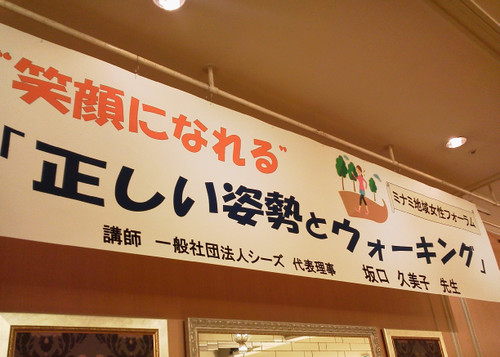 "笑顔になれる"
「正しい姿勢とウォーキング」
ミナミ地域女性フォーラム
講師 一般社団法人シーズ 代表理事 坂口 久美子 先生